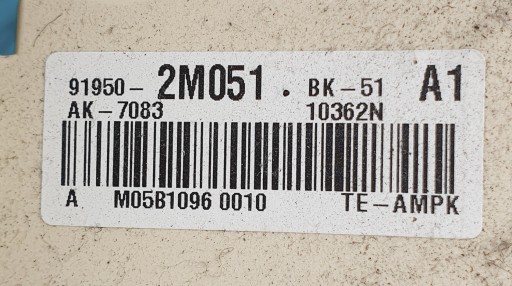 91950- 2M051 . BK-51 A1
AK-7083 10362N
A M05B1096 0010 TE-AMPK